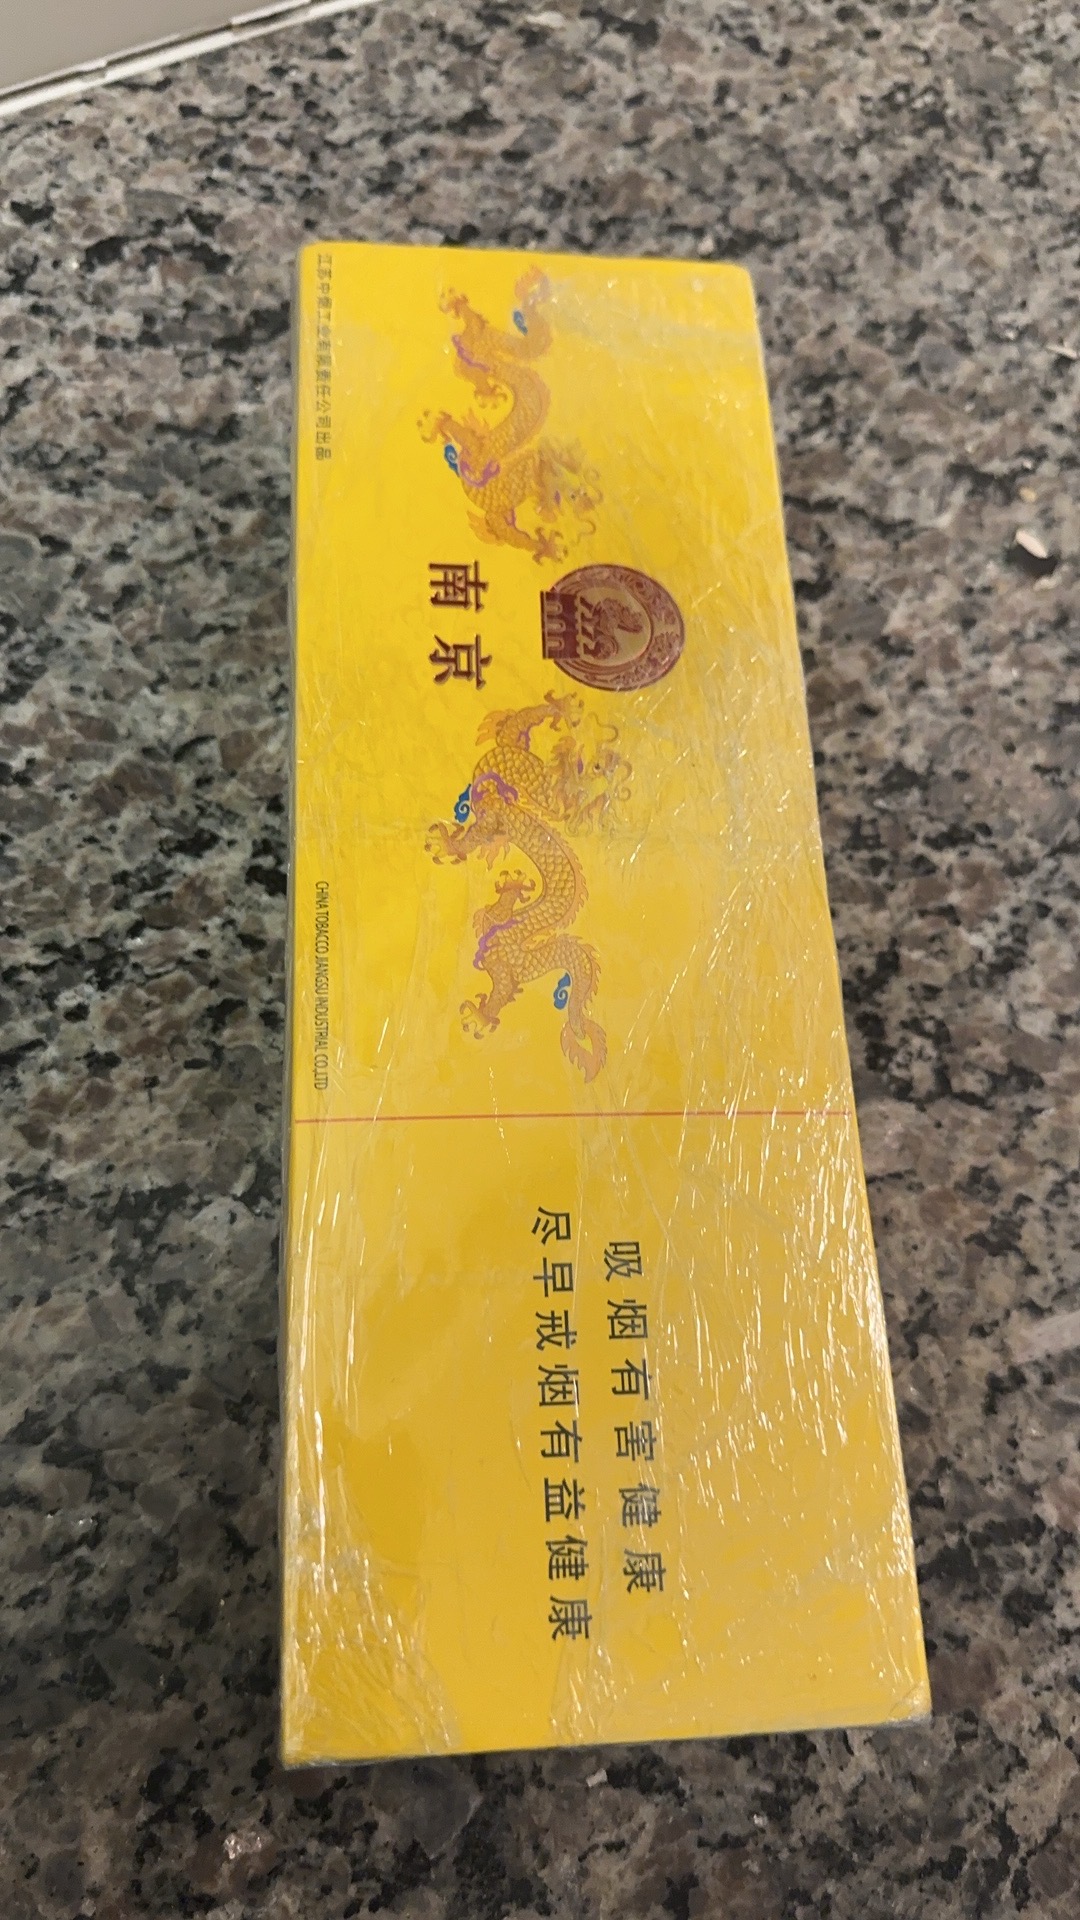 南京
江苏中烟工业有限责任公司出品
CHINA TOBACCO JIANGSU INDUSTRIAL CO.,LTD
吸烟有害健康
尽早戒烟有益健康